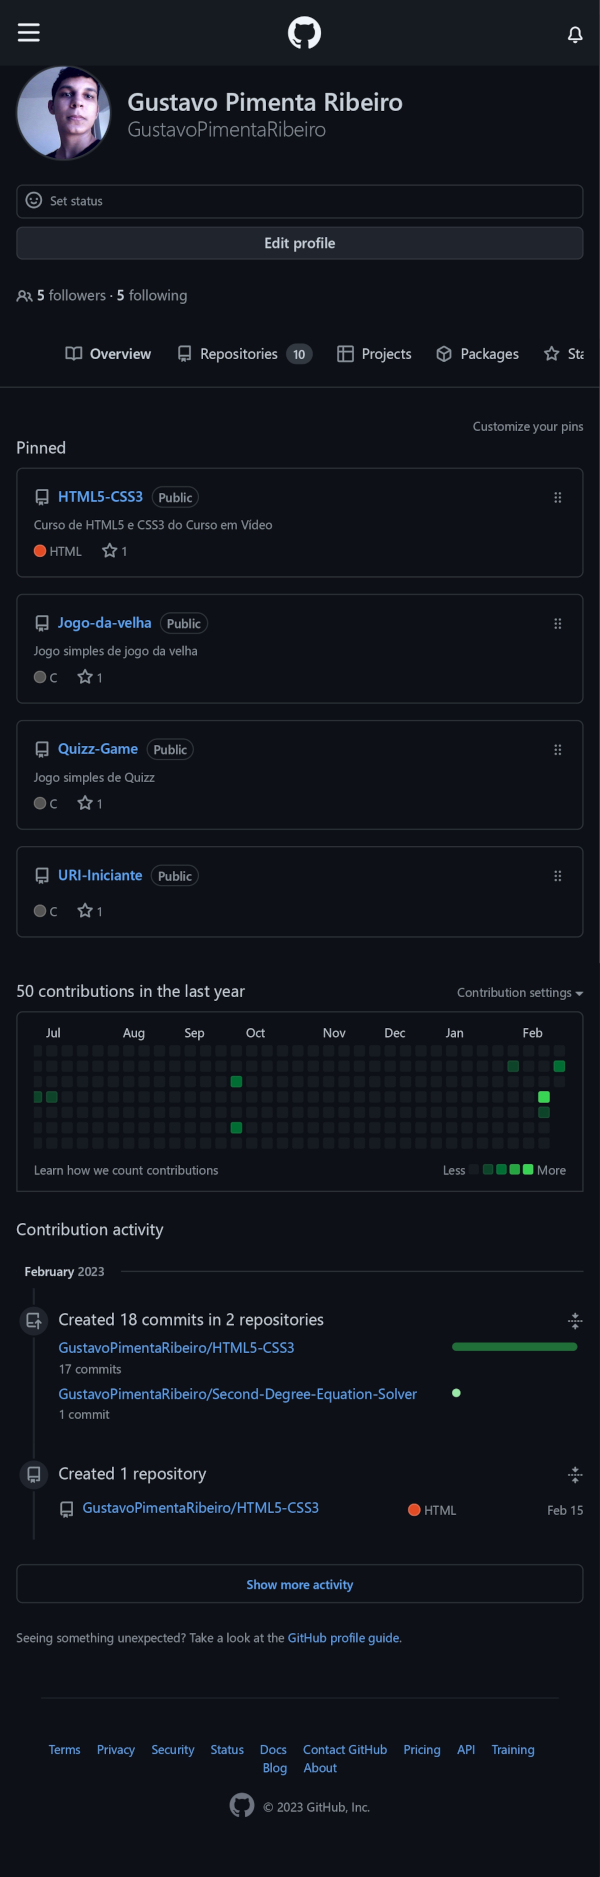 Gustavo Pimenta Ribeiro
GustavoPimentaRibeiro
Set status
Edit profile
5 followers · 5 following
Overview Repositories 10 Projects Packages Sta
Customize your pins
Pinned
HTML5-CSS3 Public
Curso de HTML5 e CSS3 do Curso em Vídeo
HTML 1
Jogo-da-velha Public
Jogo simples de jogo da velha
C 1
Quizz-Game Public
Jogo simples de Quizz
C 1
URI-Iniciante Public
C 1
50 contributions in the last year Contribution settings
Jul Aug Sep Oct Nov Dec Jan Feb
Learn how we count contributions Less More
Contribution activity
February 2023
Created 18 commits in 2 repositories
GustavoPimentaRibeiro/HTML5-CSS3
17 commits
GustavoPimentaRibeiro/Second-Degree-Equation-Solver
1 commit
Created 1 repository
GustavoPimentaRibeiro/HTML5-CSS3 HTML Feb 15
Show more activity
Seeing something unexpected? Take a look at the GitHub profile guide.
Terms Privacy Security Status Docs Contact GitHub Pricing API Training
Blog About
© 2023 GitHub, Inc.